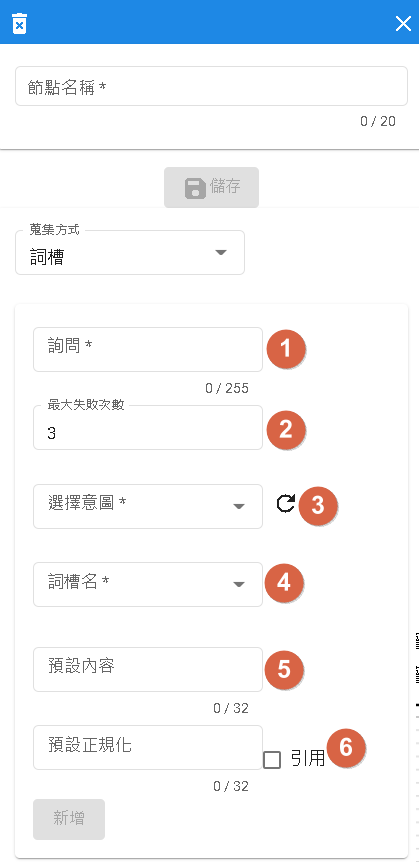 節點名稱 *
0 / 20
儲存
蒐集方式
詞槽
詢問 *
1
0 / 255
最大失敗次數
3
2
選擇意圖 *
3
詞槽名 *
4
預設內容
5
0 / 32
預設正規化
引用
6
0 / 32
新增